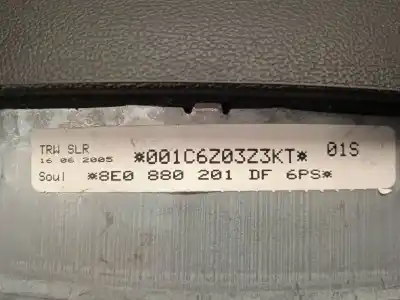 TRW SLR
16 06 2005 *001C6Z03Z3KT* 01S
Soul *8E0 880 201 DF 6PS*